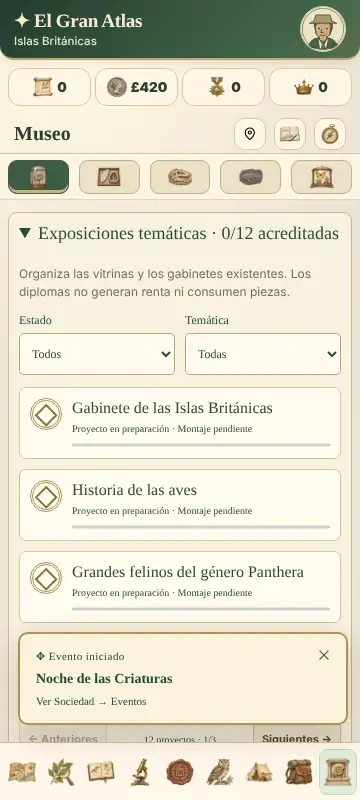 ✦ El Gran Atlas
Islas Británicas
0
£420
0
0
Museo
▼ Exposiciones temáticas · 0/12 acreditadas
Organiza las vitrinas y los gabinetes existentes. Los
diplomas no generan renta ni consumen piezas.
Estado
Temática
Todos
Todas
Gabinete de las Islas Británicas
Proyecto en preparación · Montaje pendiente
Historia de las aves
Proyecto en preparación · Montaje pendiente
Grandes felinos del género Panthera
Proyecto en preparación · Montaje pendiente
✥ Evento iniciado
Noche de las Criaturas
Ver Sociedad → Eventos
← Anteriores
12 proyectos · 1/3
Siguientes →